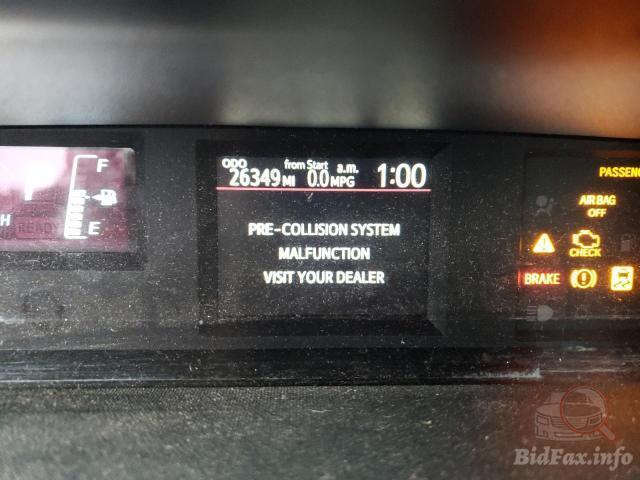 F
E
H
READY
ODO
26349 MI
from Start
0.0 MPG
a.m.
1:00
PRE-COLLISION SYSTEM
MALFUNCTION
VISIT YOUR DEALER
AIR BAG
OFF
CHECK
BRAKE
BidFax.info